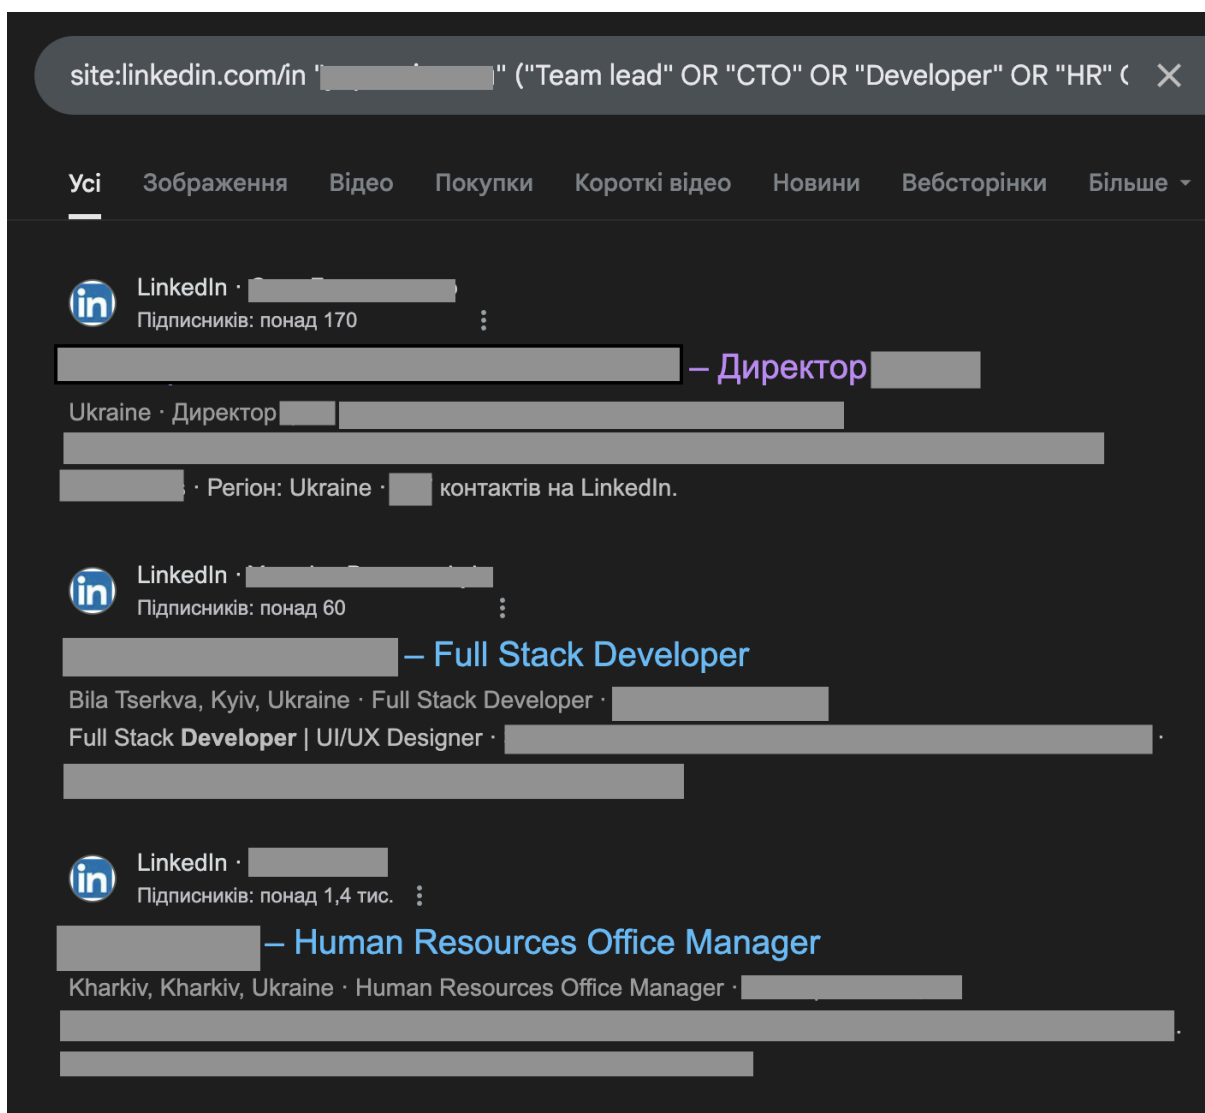 site:linkedin.com/in " " ("Team lead" OR "CTO" OR "Developer" OR "HR"
Усі Зображення Відео Покупки Короткі відео Новини Вебсторінки Більше
in LinkedIn ·
Підписників: понад 170
– Директор
Ukraine · Директор
· Регіон: Ukraine · контактів на LinkedIn.
in LinkedIn ·
Підписників: понад 60
– Full Stack Developer
Bila Tserkva, Kyiv, Ukraine · Full Stack Developer ·
Full Stack Developer | UI/UX Designer · ·
in LinkedIn ·
Підписників: понад 1,4 тис.
– Human Resources Office Manager
Kharkiv, Kharkiv, Ukraine · Human Resources Office Manager ·
.